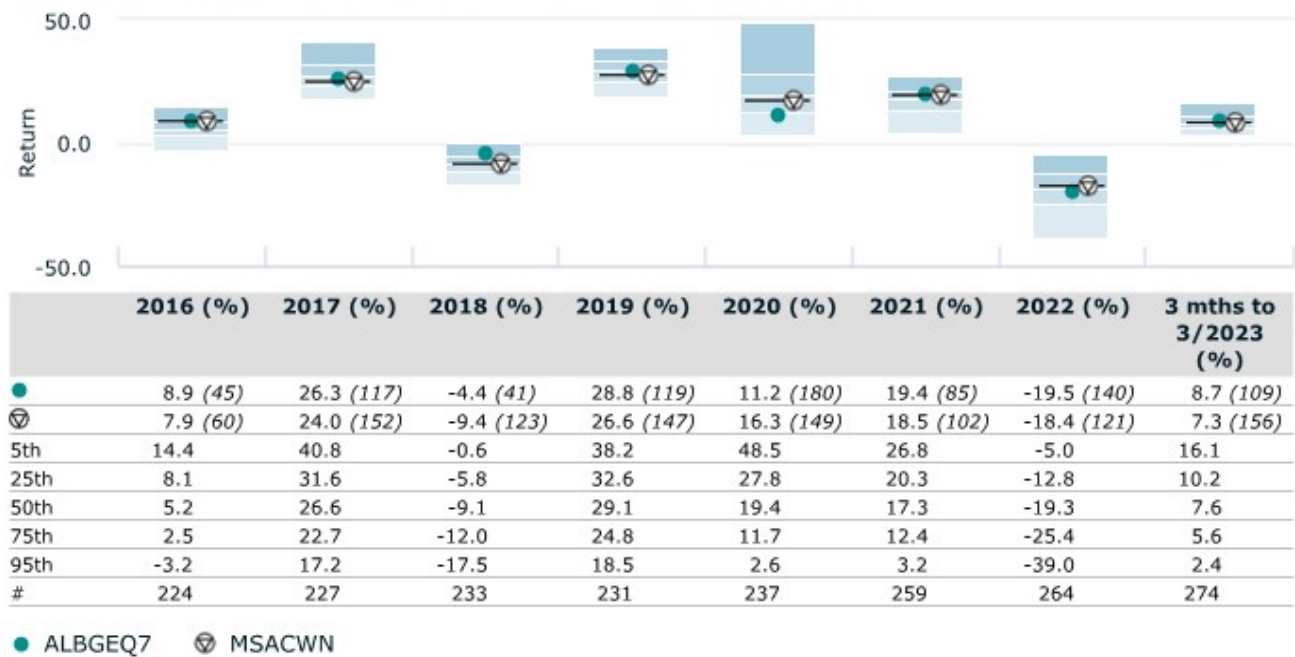 50.0
0.0
-50.0
Return
2016 (%) 2017 (%) 2018 (%) 2019 (%) 2020 (%) 2021 (%) 2022 (%) 3 mths to
3/2023
(%)
8.9 (45) 26.3 (117) -4.4 (41) 28.8 (119) 11.2 (180) 19.4 (85) -19.5 (140) 8.7 (109)
7.9 (60) 24.0 (152) -9.4 (123) 26.6 (147) 16.3 (149) 18.5 (102) -18.4 (121) 7.3 (156)
5th 14.4 40.8 -0.6 38.2 48.5 26.8 -5.0 16.1
25th 8.1 31.6 -5.8 32.6 27.8 20.3 -12.8 10.2
50th 5.2 26.6 -9.1 29.1 19.4 17.3 -19.3 7.6
75th 2.5 22.7 -12.0 24.8 11.7 12.4 -25.4 5.6
95th -3.2 17.2 -17.5 18.5 2.6 3.2 -39.0 2.4
# 224 227 233 231 237 259 264 274
ALBGEQ7 MSACWN